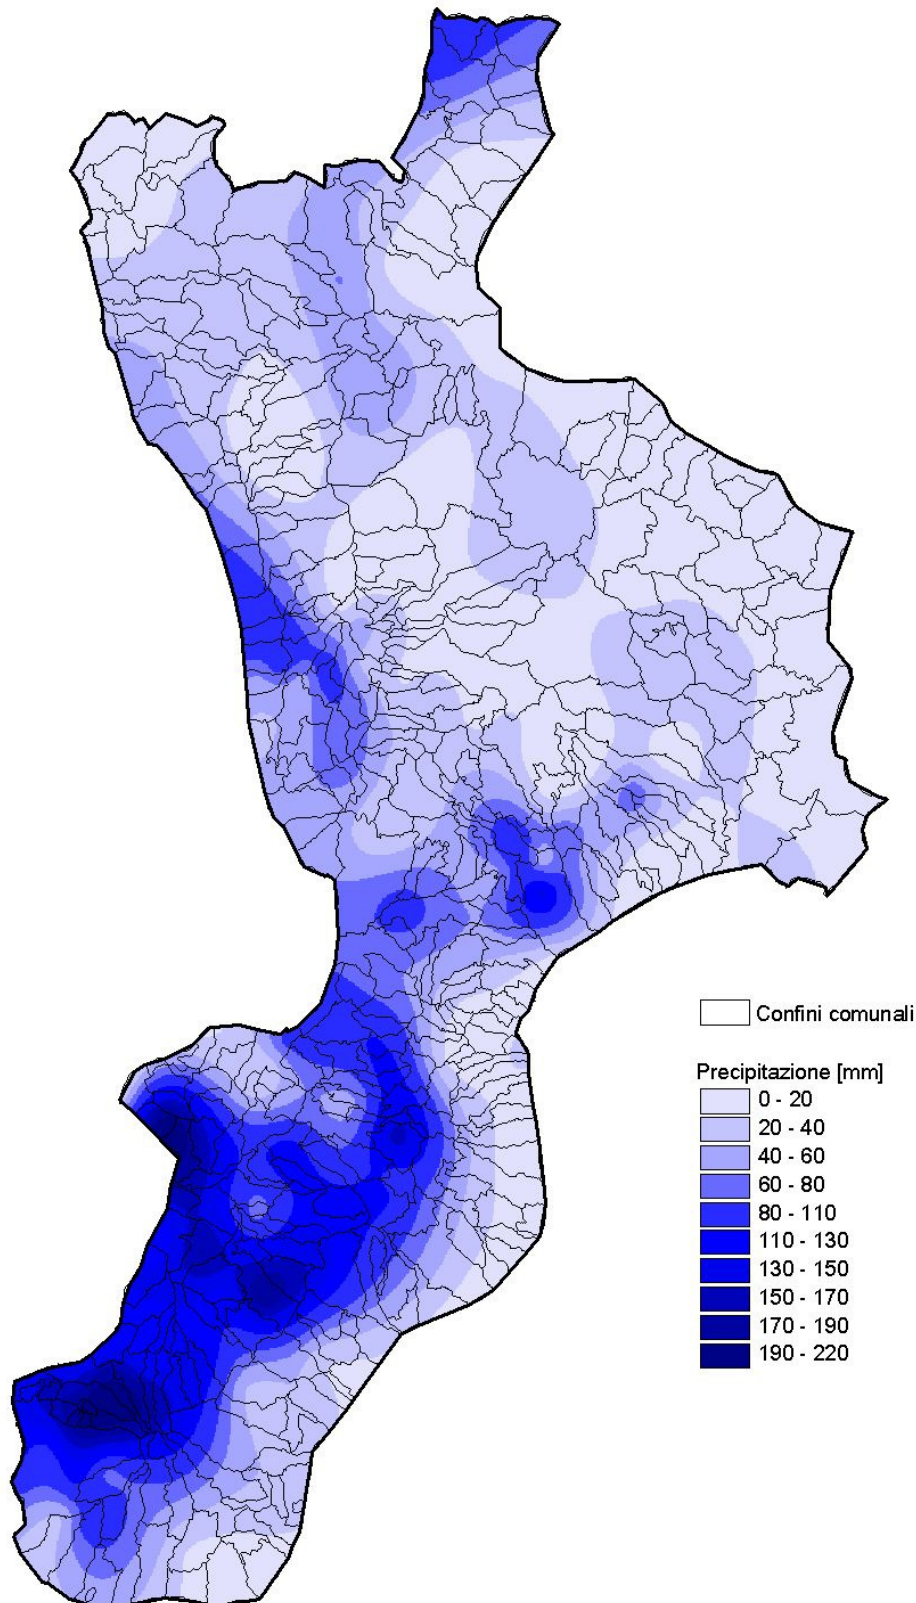 Confini comunali
Precipitazione [mm]
0 - 20
20 - 40
40 - 60
60 - 80
80 - 110
110 - 130
130 - 150
150 - 170
170 - 190
190 - 220